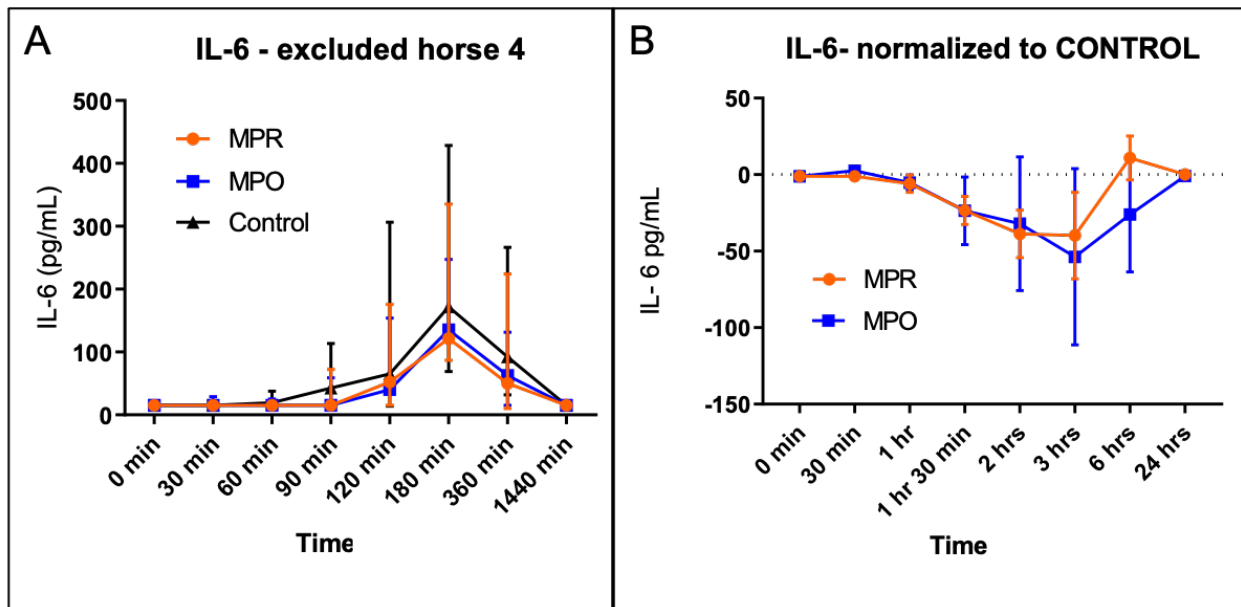 A
IL-6 - excluded horse 4
IL-6 (pg/mL)
500
400
300
200
100
0
MPR
MPO
Control
0 min
30 min
60 min
90 min
120 min
180 min
360 min
1440 min
Time
B
IL-6- normalized to CONTROL
IL- 6 pg/mL
50
0
-50
-100
-150
MPR
MPO
0 min
30 min
1 hr
1 hr 30 min
2 hrs
3 hrs
6 hrs
24 hrs
Time